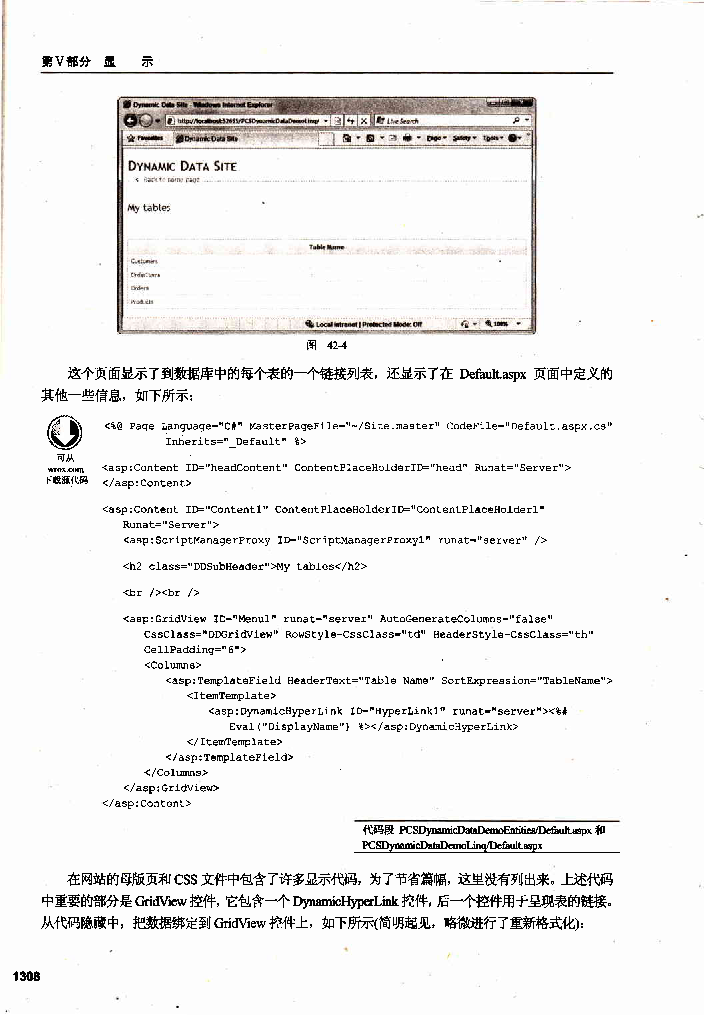 第V部分 显 示
Dynamic Data Site - Windows Internet Explorer
http://localhost:52615/PCSDynamicDataDemoLinq/
Live Search
Favorites
Dynamic Data Site
Page
Safety
Tools
DYNAMIC DATA SITE
Back to home page
My tables
Table Name
Customers
OrderItems
Orders
Products
Local intranet | Protected Mode: Off
100%
图 42-4
这个页面显示了到数据库中的每个表的一个链接列表，还显示了在 Default.aspx 页面中定义的
其他一些信息，如下所示：
可从
wrox.com
下载源代码
<%@ Page Language="C#" MasterPageFile="~/Site.master" CodeFile="Default.aspx.cs"
Inherits="_Default" %>
<asp:Content ID="headContent" ContentPlaceHolderID="head" Runat="Server">
</asp:Content>
<asp:Content ID="Content1" ContentPlaceHolderID="ContentPlaceHolder1"
Runat="Server">
<asp:ScriptManagerProxy ID="ScriptManagerProxy1" runat="server" />
<h2 class="DDSubHeader">My tables</h2>
<br /><br />
<asp:GridView ID="Menu1" runat="server" AutoGenerateColumns="false"
CssClass="DDGridView" RowStyle-CssClass="td" HeaderStyle-CssClass="th"
CellPadding="6">
<Columns>
<asp:TemplateField HeaderText="Table Name" SortExpression="TableName">
<ItemTemplate>
<asp:DynamicHyperLink ID="HyperLink1" runat="server"><%#
Eval("DisplayName") %></asp:DynamicHyperLink>
</ItemTemplate>
</asp:TemplateField>
</Columns>
</asp:GridView>
</asp:Content>
代码段 PCSDynamicDataDemoEntities/Default.aspx 和
PCSDynamicDataDemoLinq/Default.aspx
在网站的母版页和 CSS 文件中包含了许多显示代码，为了节省篇幅，这里没有列出来。上述代码
中重要的部分是 GridView 控件，它包含一个 DynamicHyperLink 控件，后一个控件用于呈现表的链接。
从代码隐藏中，把数据绑定到 GridView 控件上，如下所示(简明起见，略微进行了重新格式化)：
1308